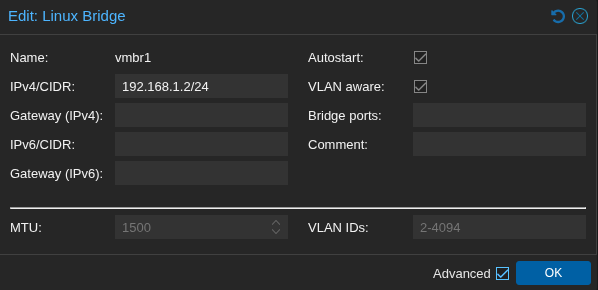 Edit: Linux Bridge
Name: vmbr1 Autostart:
IPv4/CIDR: 192.168.1.2/24 VLAN aware:
Gateway (IPv4): Bridge ports:
IPv6/CIDR: Comment:
Gateway (IPv6):
MTU: 1500 VLAN IDs: 2-4094
Advanced OK